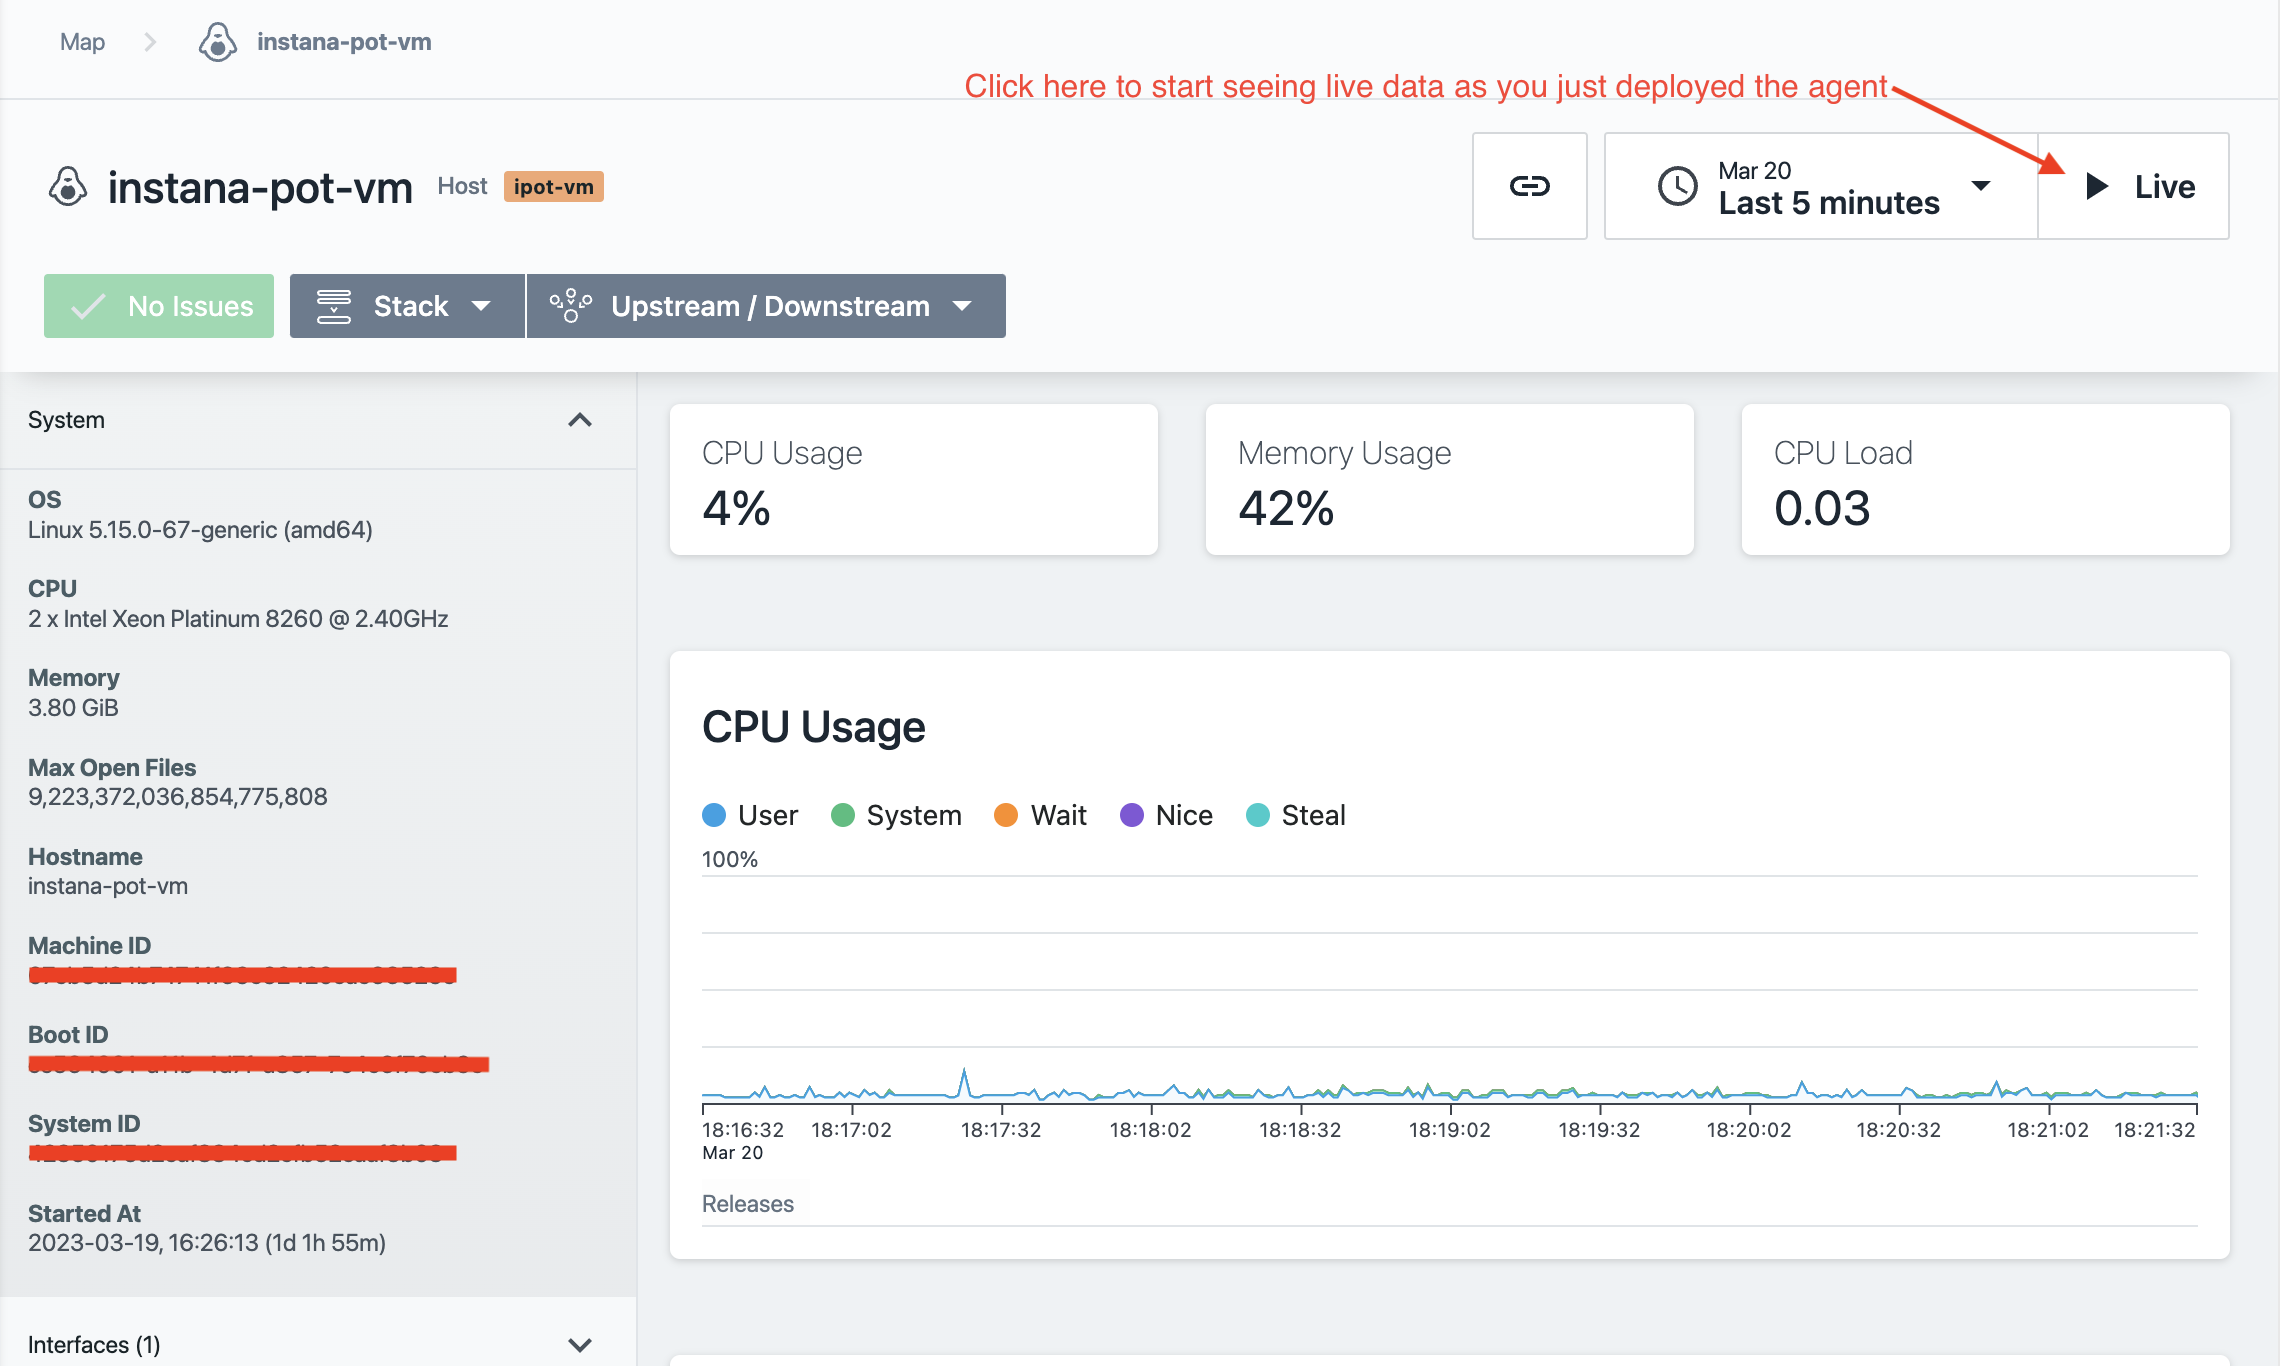 Map
instana-pot-vm
Click here to start seeing live data as you just deployed the agent
instana-pot-vm Host ipot-vm
Mar 20
Last 5 minutes
Live
No Issues
Stack
Upstream / Downstream
System
OS
Linux 5.15.0-67-generic (amd64)
CPU
2 x Intel Xeon Platinum 8260 @ 2.40GHz
Memory
3.80 GiB
Max Open Files
9,223,372,036,854,775,808
Hostname
instana-pot-vm
Machine ID
Boot ID
System ID
Started At
2023-03-19, 16:26:13 (1d 1h 55m)
Interfaces (1)
CPU Usage
4%
Memory Usage
42%
CPU Load
0.03
CPU Usage
User System Wait Nice Steal
100%
18:16:32 18:17:02 18:17:32 18:18:02 18:18:32 18:19:02 18:19:32 18:20:02 18:20:32 18:21:02 18:21:32
Mar 20
Releases